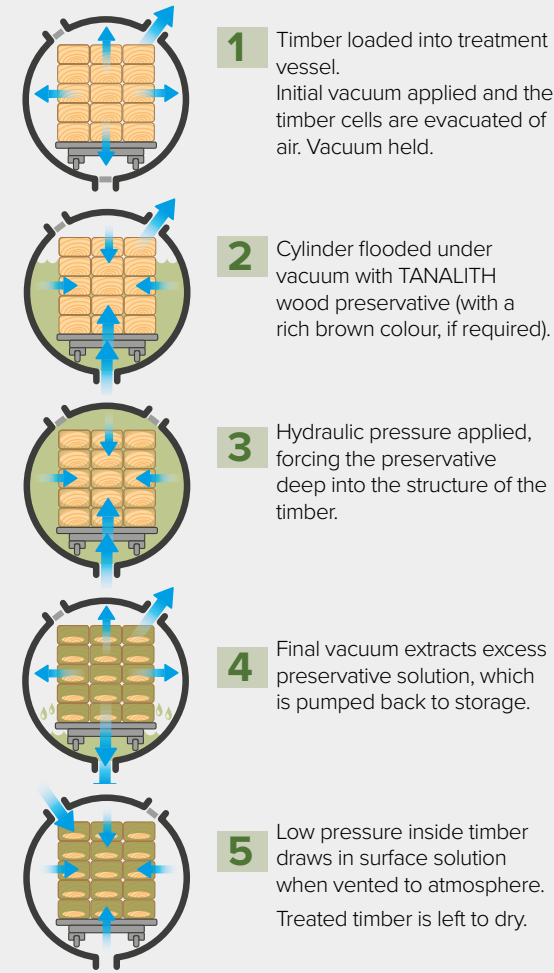 1
Timber loaded into treatment
vessel.
Initial vacuum applied and the
timber cells are evacuated of
air. Vacuum held.
2
Cylinder flooded under
vacuum with TANALITH
wood preservative (with a
rich brown colour, if required).
3
Hydraulic pressure applied,
forcing the preservative
deep into the structure of the
timber.
4
Final vacuum extracts excess
preservative solution, which
is pumped back to storage.
5
Low pressure inside timber
draws in surface solution
when vented to atmosphere.
Treated timber is left to dry.